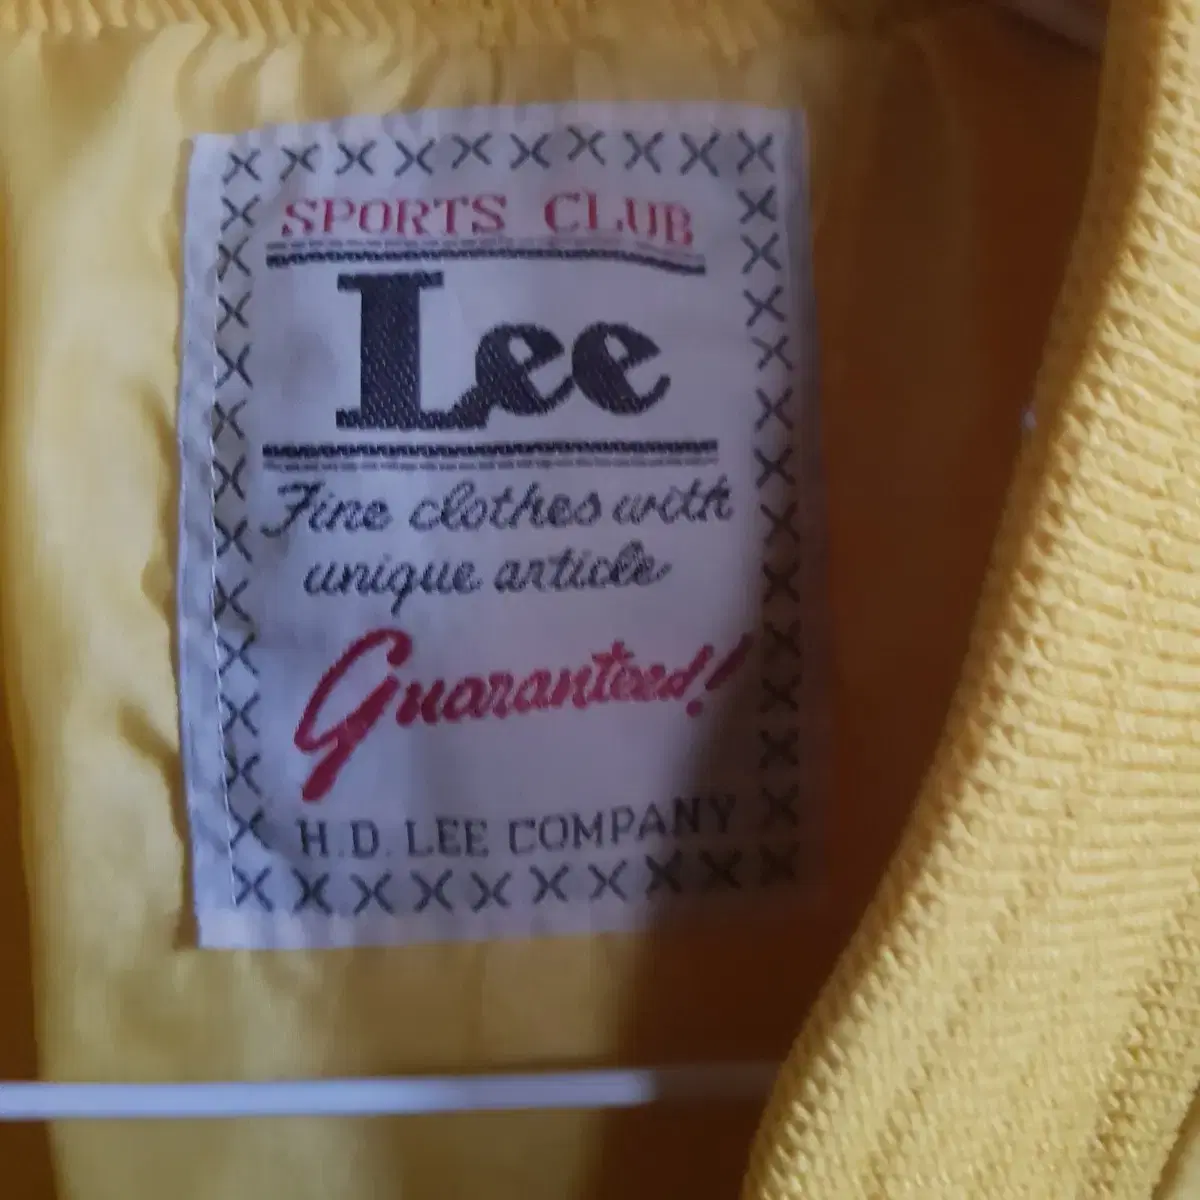 SPORTS CLUB
Lee
Fine clothes with
unique article
Guaranteed!
H.D. LEE COMPANY